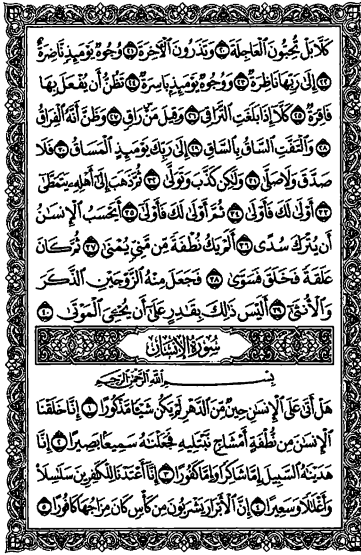 كَلَّا بَلْ تُحِبُّونَ ٱلْعَاجِلَةَ ٢٠ وَتَذَرُونَ ٱلْأَخِرَةَ ٢١ وُجُوهٌ يَوْمَئِذٍ نَّاضِرَةٌ
٢٢ إِلَىٰ رَبِّهَا نَاظِرَةٌ ٢٣ وَوُجُوهٌ يَوْمَئِذٍۭ بَاسِرَةٌ ٢٤ تَظُنُّ أَن يُفْعَلَ بِهَا
فَاقِرَةٌ ٢٥ كَلَّآ إِذَا بَلَغَتِ ٱلتَّرَاقِيَ ٢٦ وَقِيلَ مَنْ رَاقٍ ٢٧ وَظَنَّ أَنَّهُ ٱلْفِرَاقُ
٢٨ وَٱلْتَفَّتِ ٱلسَّاقُ بِٱلسَّاقِ ٢٩ إِلَىٰ رَبِّكَ يَوْمَئِذٍ ٱلْمَسَاقُ ٣٠ فَلَا
صَدَّقَ وَلَا صَلَّىٰ ٣١ وَلَٰكِن كَذَّبَ وَتَوَلَّىٰ ٣٢ ثُمَّ ذَهَبَ إِلَىٰٓ أَهْلِهِۦ يَتَمَطَّىٰٓ
٣٣ أَوْلَىٰ لَكَ فَأَوْلَىٰ ٣٤ ثُمَّ أَوْلَىٰ لَكَ فَأَوْلَىٰٓ ٣٥ أَيَحْسَبُ ٱلْإِنسَٰنُ
أَن يُتْرَكَ سُدًى ٣٦ أَلَمْ يَكُ نُطْفَةً مِّن مَّنِيٍّ يُمْنَىٰ ٣٧ ثُمَّ كَانَ
عَلَقَةً فَخَلَقَ فَسَوَّىٰ ٣٨ فَجَعَلَ مِنْهُ ٱلزَّوْجَيْنِ ٱلذَّكَرَ
وَٱلْأُنثَىٰٓ ٣٩ أَلَيْسَ ذَٰلِكَ بِقَٰدِرٍ عَلَىٰٓ أَن يُحْـِۧىَ ٱلْمَوْتَىٰ ٤٠
سُورَةُ الإِنسَانِ
بِسْمِ ٱللَّهِ ٱلرَّحْمَٰنِ ٱلرَّحِيمِ
هَلْ أَتَىٰ عَلَى ٱلْإِنسَٰنِ حِينٌ مِّنَ ٱلدَّهْرِ لَمْ يَكُن شَيْـًٔا مَّذْكُورًا ١ إِنَّا خَلَقْنَا
ٱلْإِنسَٰنَ مِن نُّطْفَةٍ أَمْشَاجٍ نَّبْتَلِيهِ فَجَعَلْنَٰهُ سَمِيعًۢا بَصِيرًا ٢ إِنَّا
هَدَيْنَٰهُ ٱلسَّبِيلَ إِمَّا شَاكِرًا وَإِمَّا كَفُورًا ٣ إِنَّآ أَعْتَدْنَا لِلْكَٰفِرِينَ سَلَٰسِلَا۟
وَأَغْلَٰلًا وَسَعِيرًا ٤ إِنَّ ٱلْأَبْرَارَ يَشْرَبُونَ مِن كَأْسٍ كَانَ مِزَاجُهَا كَافُورًا ٥